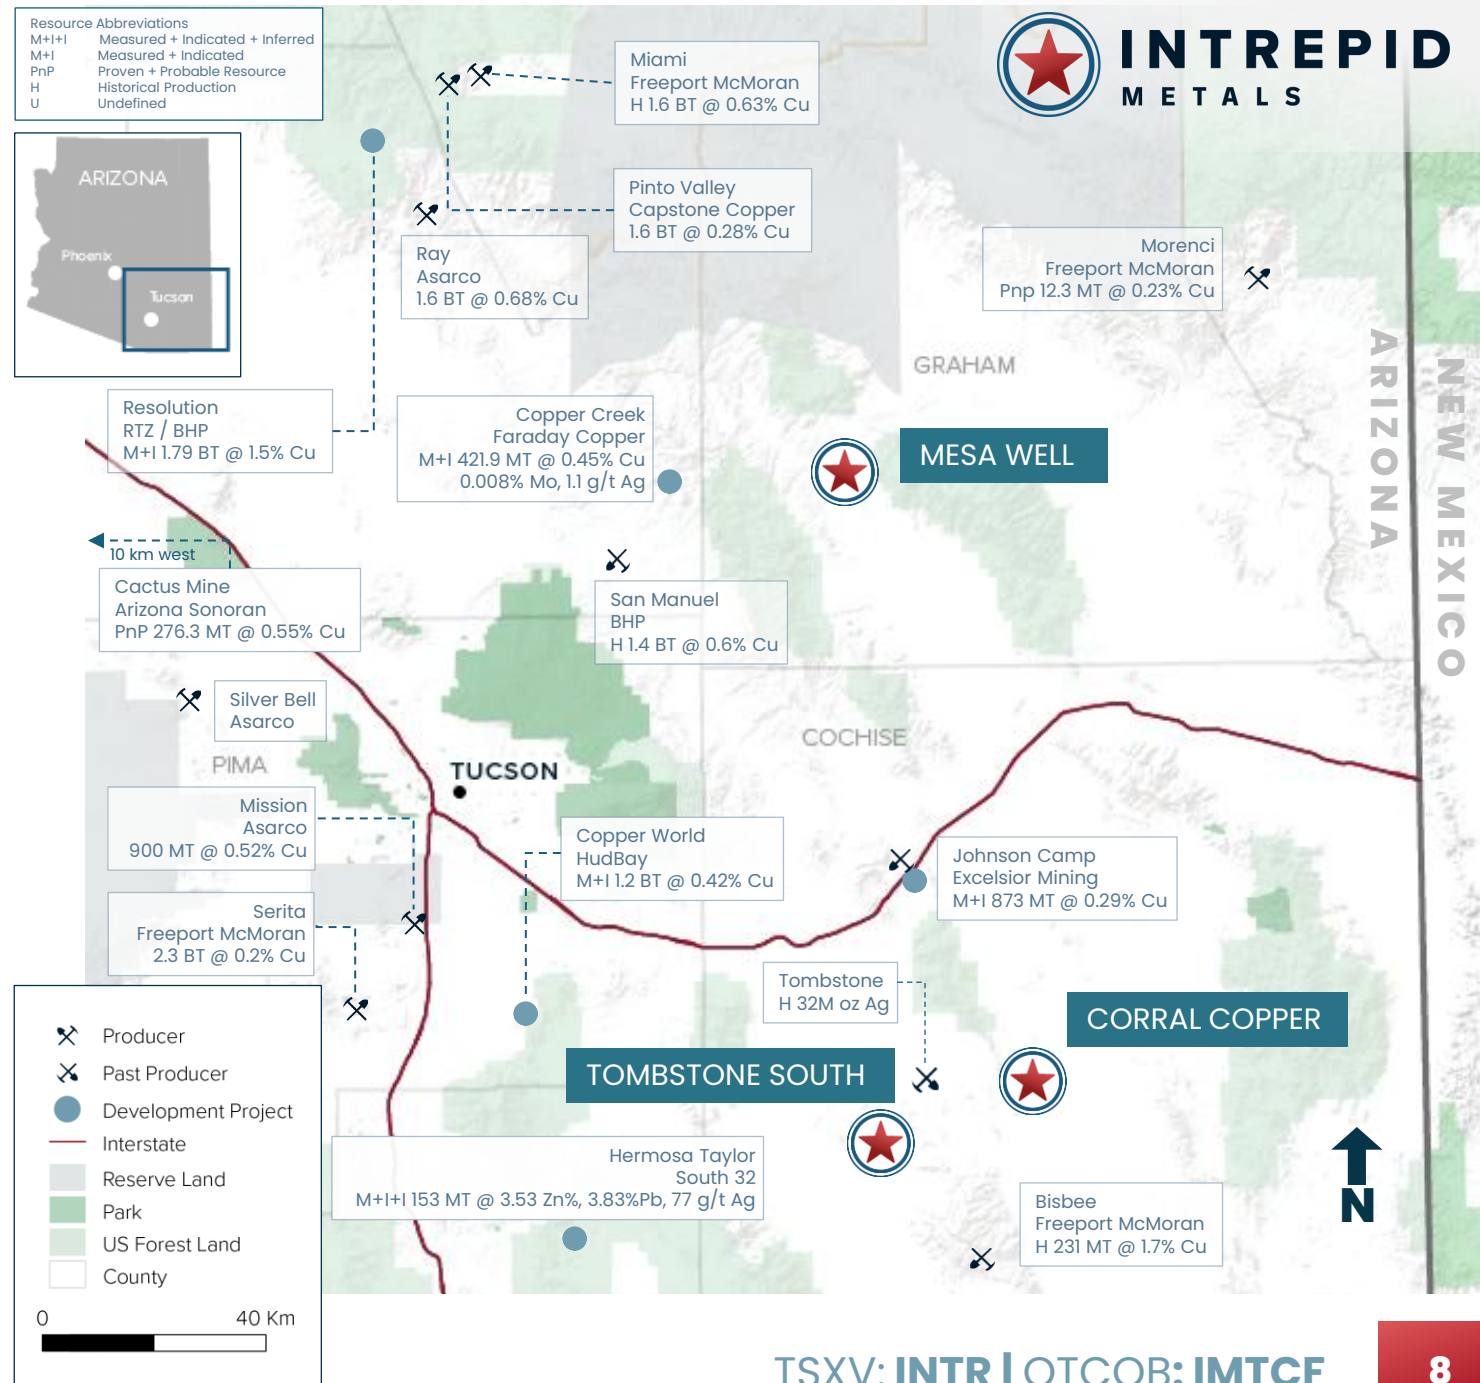 Resource Abbreviations
M+I+I Measured + Indicated + Inferred
M+I Measured + Indicated
PnP Proven + Probable Resource
H Historical Production
U Undefined
INTREPID
METALS
ARIZONA
Phoenix
Tucson
Miami
Freeport McMoran
H 1.6 BT @ 0.63% Cu
Pinto Valley
Capstone Copper
1.6 BT @ 0.28% Cu
Ray
Asarco
1.6 BT @ 0.68% Cu
Morenci
Freeport McMoran
Pnp 12.3 MT @ 0.23% Cu
GRAHAM
ARIZONA
NEW MEXICO
Resolution
RTZ / BHP
M+I 1.79 BT @ 1.5% Cu
Copper Creek
Faraday Copper
M+I 421.9 MT @ 0.45% Cu
0.008% Mo, 1.1 g/t Ag
MESA WELL
10 km west
Cactus Mine
Arizona Sonoran
PnP 276.3 MT @ 0.55% Cu
San Manuel
BHP
H 1.4 BT @ 0.6% Cu
Silver Bell
Asarco
PIMA
TUCSON
COCHISE
Mission
Asarco
900 MT @ 0.52% Cu
Copper World
HudBay
M+I 1.2 BT @ 0.42% Cu
Johnson Camp
Excelsior Mining
M+I 873 MT @ 0.29% Cu
Serita
Freeport McMoran
2.3 BT @ 0.2% Cu
Tombstone
H 32M oz Ag
CORRAL COPPER
TOMBSTONE SOUTH
Hermosa Taylor
South 32
M+I+I 153 MT @ 3.53 Zn%, 3.83%Pb, 77 g/t Ag
Bisbee
Freeport McMoran
H 231 MT @ 1.7% Cu
N
Producer
Past Producer
Development Project
Interstate
Reserve Land
Park
US Forest Land
County
0 40 Km
TSXV: INTR | OTCQB: IMTCF
8